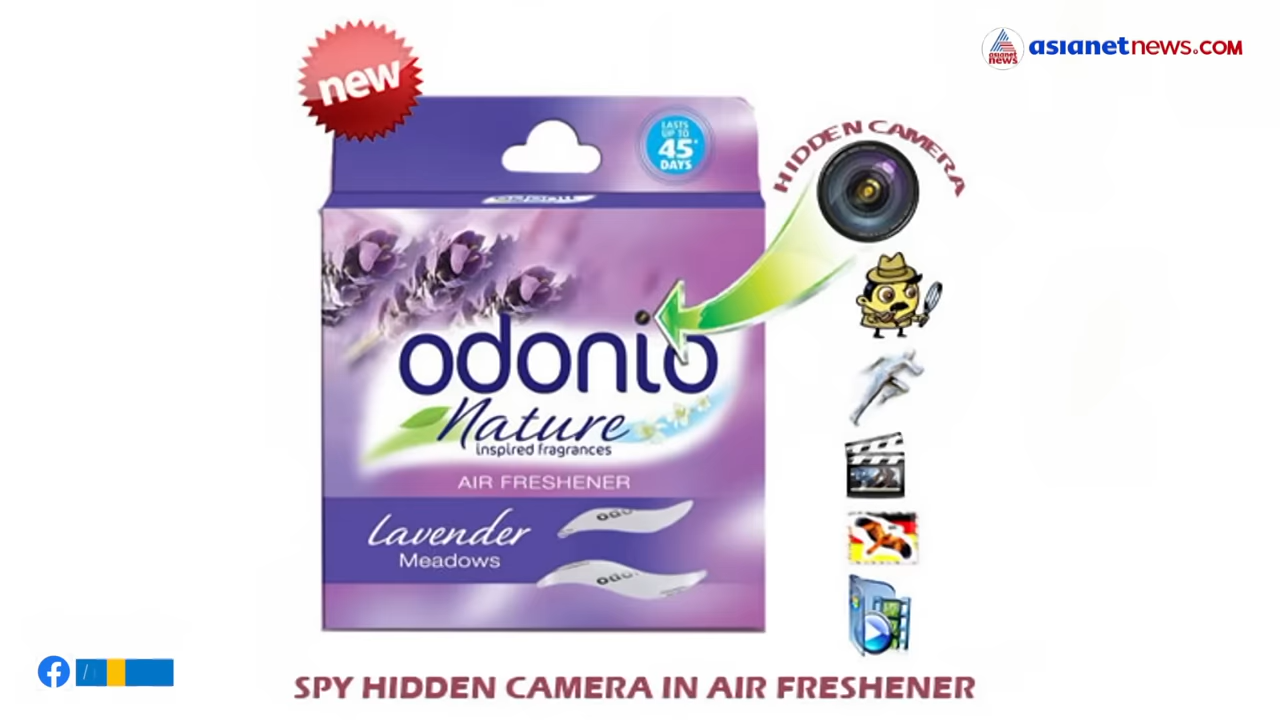 asianet news
asianetnews.com
new
LASTS
UP TO
45*
DAYS
HIDDEN CAMERA
odonio
Nature
inspired fragrances
AIR FRESHENER
Lavender
Meadows
SPY HIDDEN CAMERA IN AIR FRESHENER